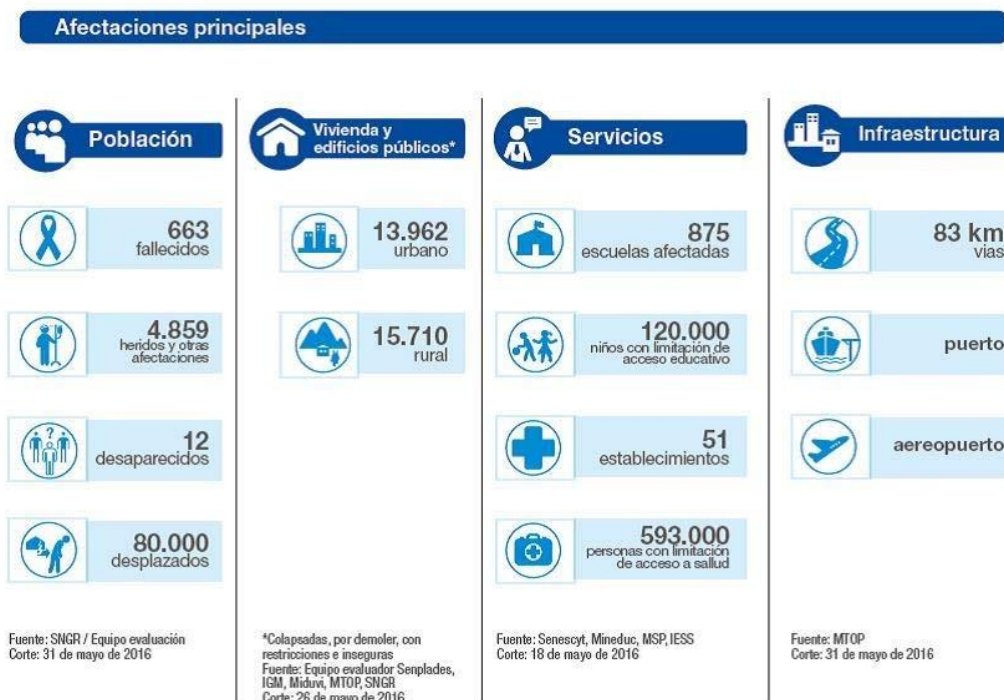 Afectaciones principales
Población
663
fallecidos
4.859
heridos y otras
afectaciones
?
12
desaparecidos
80.000
desplazados
Fuente: SNGR / Equipo evaluación
Corte: 31 de mayo de 2016
Vivienda y
edificios públicos*
13.962
urbano
15.710
rural
*Colapsadas, por demoler, con
restricciones e inseguras
Fuente: Equipo evaluador Senplades,
IGM, Miduvi, MTOP, SNGR
Corte: 26 de mayo de 2016
Servicios
875
escuelas afectadas
120.000
niños con limitación de
acceso educativo
51
establecimientos
593.000
personas con limitación
de acceso a sallud
Fuente: Senescyt, Mineduc, MSP, IESS
Corte: 18 de mayo de 2016
Infraestructura
83 km
vias
puerto
aereopuerto
Fuente: MTOP
Corte: 31 de mayo de 2016